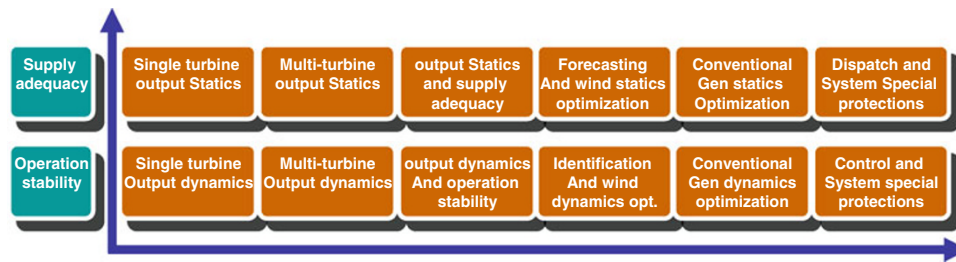 Supply
adequacy
Single turbine
output Statics
Multi-turbine
output Statics
output Statics
and supply
adequacy
Forecasting
And wind statics
optimization
Conventional
Gen statics
Optimization
Dispatch and
System Special
protections
Operation
stability
Single turbine
Output dynamics
Multi-turbine
Output dynamics
output dynamics
And operation
stability
Identification
And wind
dynamics opt.
Conventional
Gen dynamics
optimization
Control and
System special
protections